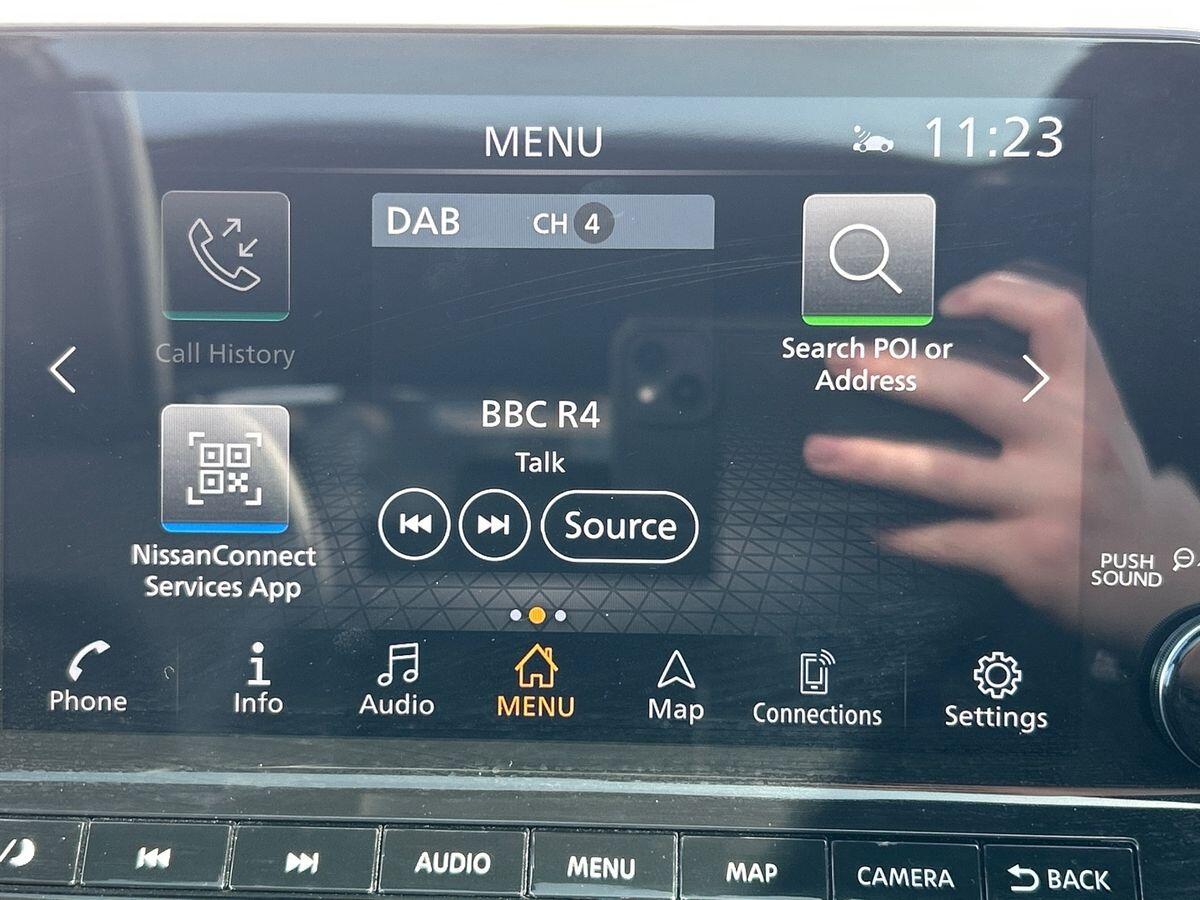 MENU
11:23
DAB CH 4
Call History
Search POI or
Address
BBC R4
Talk
Source
NissanConnect
Services App
PUSH
SOUND
Phone
Info
Audio
MENU
Map
Connections
Settings
AUDIO
MENU
MAP
CAMERA
BACK